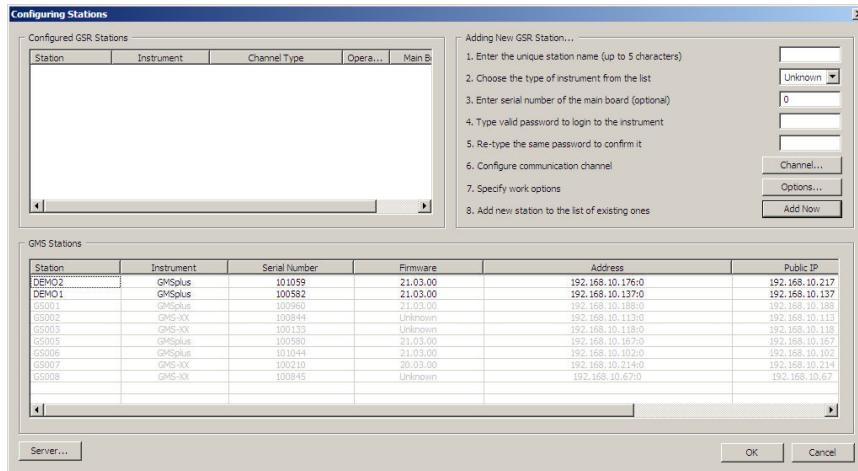 Configuring Stations
Configured GSR Stations
Station Instrument Channel Type Opera... Main B
Adding New GSR Station...
1. Enter the unique station name (up to 5 characters)
2. Choose the type of instrument from the list Unknown
3. Enter serial number of the main board (optional) 0
4. Type valid password to login to the instrument
5. Re-type the same password to confirm it
6. Configure communication channel Channel...
7. Specify work options Options...
8. Add new station to the list of existing ones Add Now
GMS Stations
Station Instrument Serial Number Firmware Address Public IP
DEMO2 GMSplus 101059 21.03.00 192.168.10.176:0 192.168.10.217
DEMO1 GMSplus 100582 21.03.00 192.168.10.137:0 192.168.10.137
GS001 GMSplus 100960 21.03.00 192.168.10.188:0 192.168.10.188
GS002 GMS-XX 100844 Unknown 192.168.10.113:0 192.168.10.113
GS003 GMS-XX 100133 Unknown 192.168.10.118:0 192.168.10.118
GS005 GMSplus 100580 21.03.00 192.168.10.167:0 192.168.10.167
GS006 GMSplus 101044 21.03.00 192.168.10.102:0 192.168.10.102
GS007 GMS-XX 100210 20.03.00 192.168.10.214:0 192.168.10.214
GS008 GMS-XX 100845 Unknown 192.168.10.67:0 192.168.10.67
Server... OK Cancel